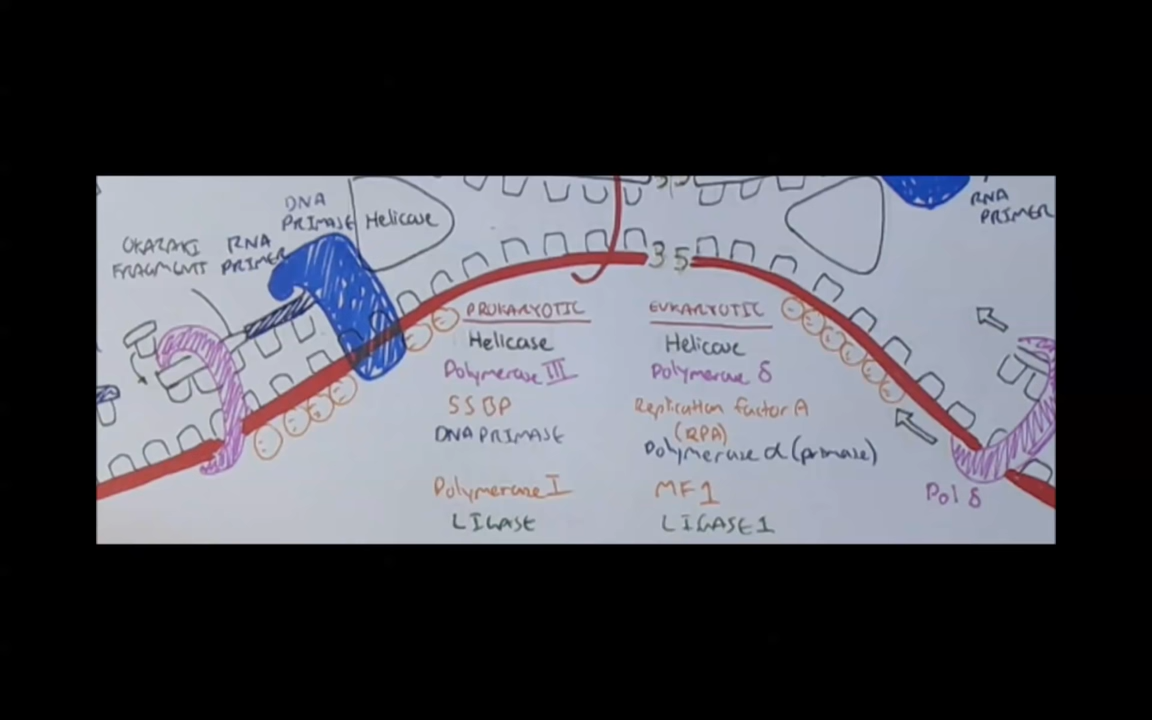 DNA
PRIMASE
Helicase
OKAZAKI
FRAGMENT
RNA
PRIMER
RNA
PRIMER
3 5
PROKARYOTIC
EUKARYOTIC
Helicase
Helicase
Polymerase III
Polymerase δ
SSBP
Replication factor A
(RPA)
DNA PRIMASE
Polymerase α (primase)
Polymerase I
MF1
LIGASE
LIGASE 1
Pol δ